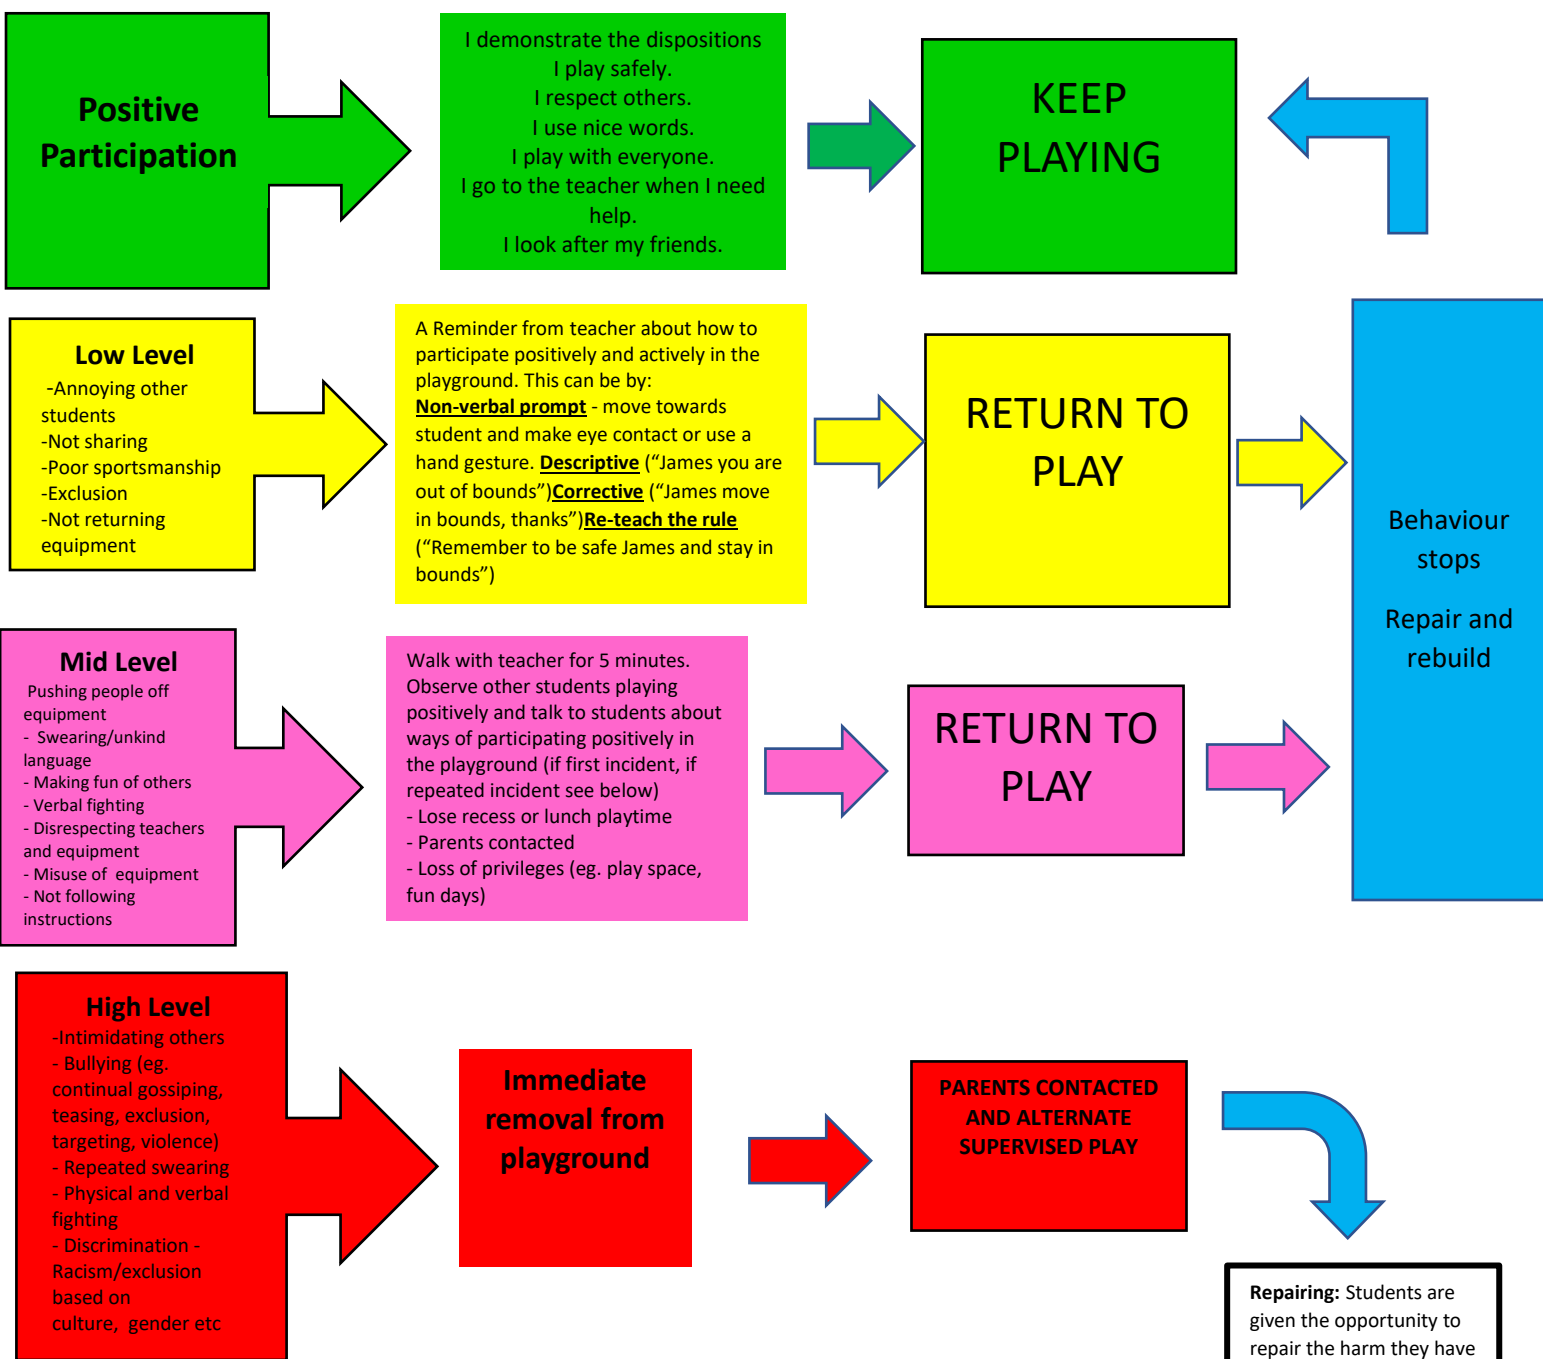 Positive
Participation
I demonstrate the dispositions
I play safely.
I respect others.
I use nice words.
I play with everyone.
I go to the teacher when I need
help.
I look after my friends.
KEEP
PLAYING
Low Level
-Annoying other
students
-Not sharing
-Poor sportsmanship
-Exclusion
-Not returning
equipment
A Reminder from teacher about how to
participate positively and actively in the
playground. This can be by:
Non-verbal prompt - move towards
student and make eye contact or use a
hand gesture. Descriptive (“James you are
out of bounds”)Corrective (“James move
in bounds, thanks”)Re-teach the rule
(“Remember to be safe James and stay in
bounds”)
RETURN TO
PLAY
Behaviour
stops
Repair and
rebuild
Mid Level
Pushing people off
equipment
- Swearing/unkind
language
- Making fun of others
- Verbal fighting
- Disrespecting teachers
and equipment
- Misuse of equipment
- Not following
instructions
Walk with teacher for 5 minutes.
Observe other students playing
positively and talk to students about
ways of participating positively in
the playground (if first incident, if
repeated incident see below)
- Lose recess or lunch playtime
- Parents contacted
- Loss of privileges (eg. play space,
fun days)
RETURN TO
PLAY
High Level
-Intimidating others
- Bullying (eg.
continual gossiping,
teasing, exclusion,
targeting, violence)
- Repeated swearing
- Physical and verbal
fighting
- Discrimination -
Racism/exclusion
based on
culture, gender etc
Immediate
removal from
playground
PARENTS CONTACTED
AND ALTERNATE
SUPERVISED PLAY
Repairing: Students are
given the opportunity to
repair the harm they have